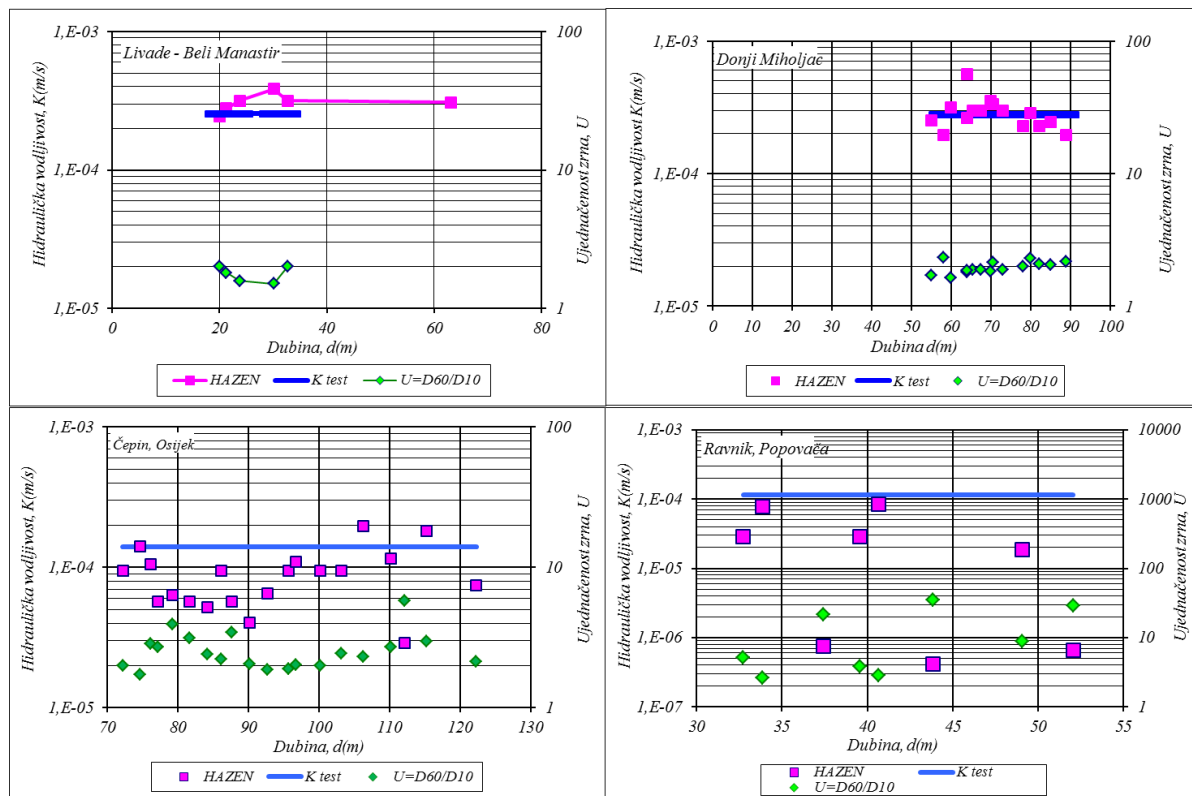 Livade - Beli Manastir
Hidraulička vodljivost, K(m/s)
1,E-03
1,E-04
1,E-05
100
10
1
Ujednačenost zrna, U
0 20 40 60 80
Dubina, d(m)
HAZEN K test U=D60/D10
Donji Miholjac
Hidraulička vodljivost K(m/s)
1,E-03
1,E-04
1,E-05
100
10
1
Ujednačenost zrna, U
0 10 20 30 40 50 60 70 80 90 100
Dubina d(m)
HAZEN K test U=D60/D10
Čepin, Osijek
Hidraulička vodljivost, K(m/s)
1,E-03
1,E-04
1,E-05
100
10
1
Ujednačenost zrna, U
70 80 90 100 110 120 130
Dubina, d(m)
HAZEN K test U=D60/D10
Ravnik, Popovača
Hidraulička vodljivost, K(m/s)
1,E-03
1,E-04
1,E-05
1,E-06
1,E-07
10000
1000
100
10
1
Ujednačenost zrna, U
30 35 40 45 50 55
Dubina, d(m)
HAZEN K test
U=D60/D10